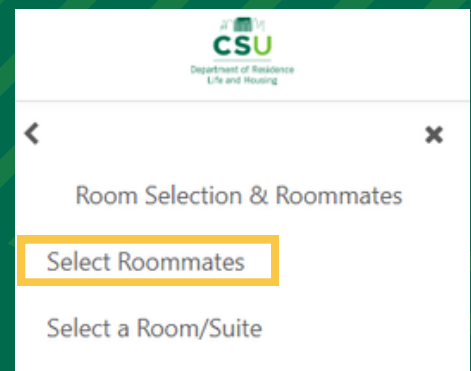 CSU
Department of Residence
Life and Housing
Room Selection & Roommates
Select Roommates
Select a Room/Suite